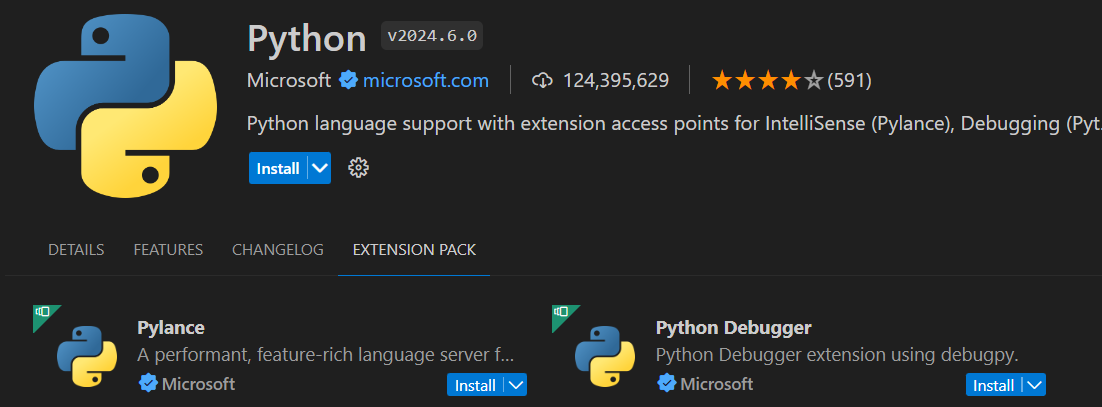 Python v2024.6.0
Microsoft microsoft.com 124,395,629 (591)
Python language support with extension access points for IntelliSense (Pylance), Debugging (Pyt...
Install
DETAILS FEATURES CHANGELOG EXTENSION PACK
Pylance
A performant, feature-rich language server f...
Microsoft Install
Python Debugger
Python Debugger extension using debugpy.
Microsoft Install